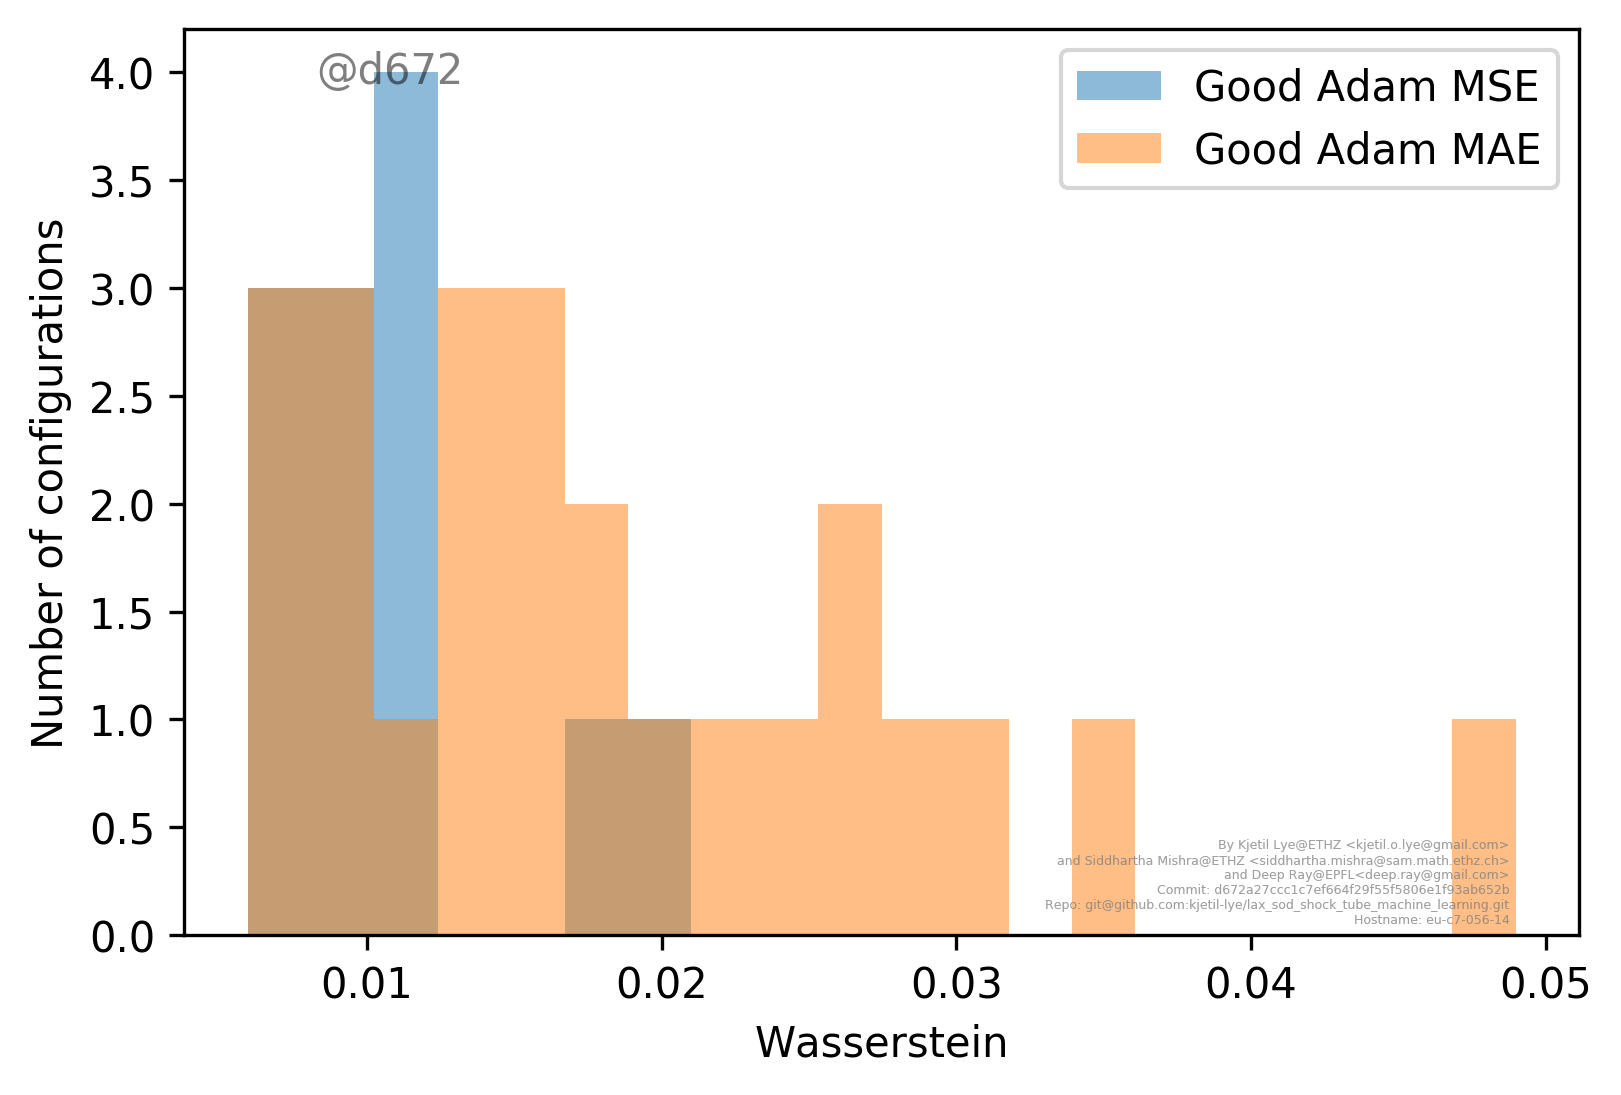 @d672
Good Adam MSE
Good Adam MAE
4.0
3.5
3.0
2.5
2.0
1.5
1.0
0.5
0.0
Number of configurations
By Kjetil Lye@ETHZ <kjetil.o.lye@gmail.com>
and Siddhartha Mishra@ETHZ <siddhartha.mishra@sam.math.ethz.ch>
and Deep Ray@EPFL<deep.ray@gmail.com>
Commit: d672a27ccc1c7ef664f29f55f5806e1f93ab652b
Repo: git@github.com:kjetil-lye/lax_sod_shock_tube_machine_learning.git
Hostname: eu-c7-056-14
0.01 0.02 0.03 0.04 0.05
Wasserstein